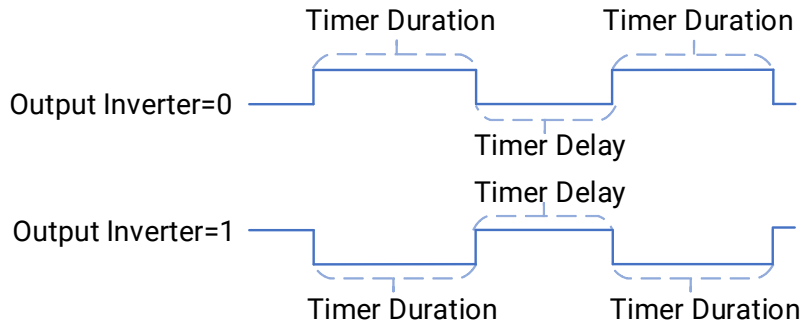 Timer Duration Timer Duration
Output Inverter=0
Timer Delay
Timer Delay
Output Inverter=1
Timer Duration Timer Duration